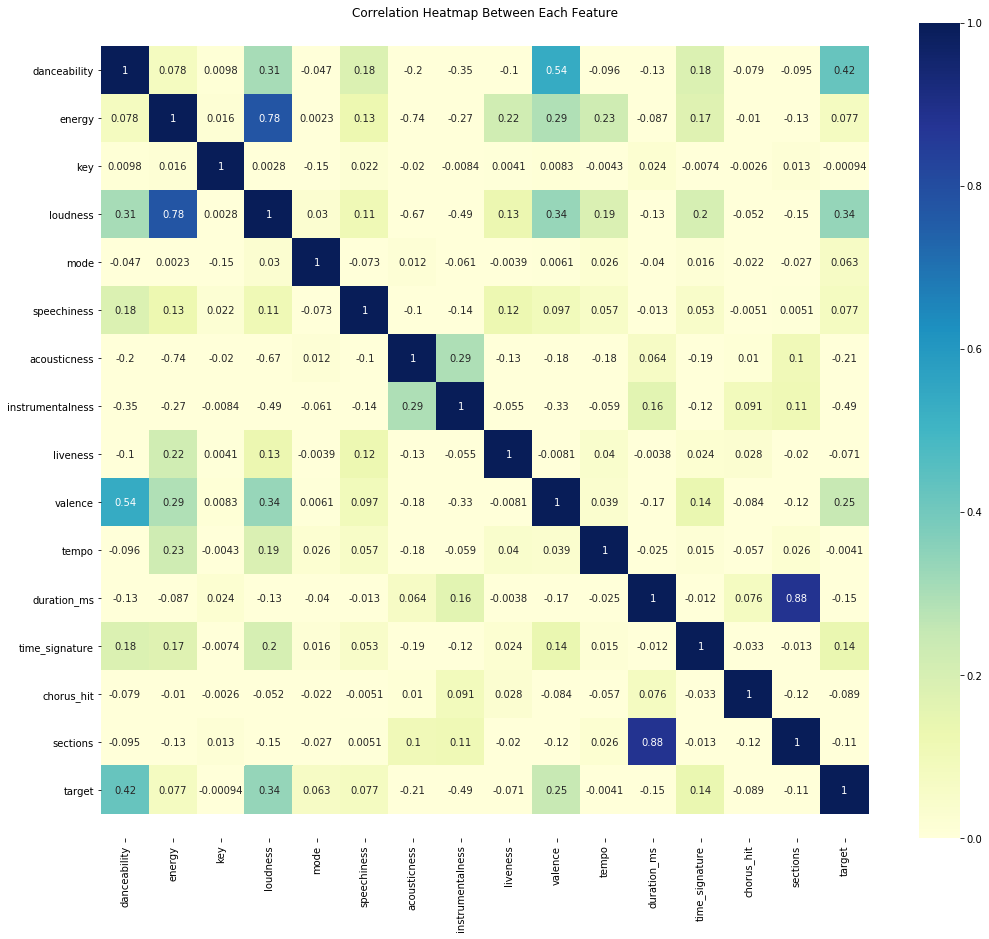 Correlation Heatmap Between Each Feature
danceability 1 0.078 0.0098 0.31 -0.047 0.18 -0.2 -0.35 -0.1 0.54 -0.096 -0.13 0.18 -0.079 -0.095 0.42
energy 0.078 1 0.016 0.78 0.0023 0.13 -0.74 -0.27 0.22 0.29 0.23 -0.087 0.17 -0.01 -0.13 0.077
key 0.0098 0.016 1 0.0028 -0.15 0.022 -0.02 -0.0084 0.0041 0.0083 -0.0043 0.024 -0.0074 -0.0026 0.013 -0.00094
loudness 0.31 0.78 0.0028 1 0.03 0.11 -0.67 -0.49 0.13 0.34 0.19 -0.13 0.2 -0.052 -0.15 0.34
mode -0.047 0.0023 -0.15 0.03 1 -0.073 0.012 -0.061 -0.0039 0.0061 0.026 -0.04 0.016 -0.022 -0.027 0.063
speechiness 0.18 0.13 0.022 0.11 -0.073 1 -0.1 -0.14 0.12 0.097 0.057 -0.013 0.053 -0.0051 0.0051 0.077
acousticness -0.2 -0.74 -0.02 -0.67 0.012 -0.1 1 0.29 -0.13 -0.18 -0.18 0.064 -0.19 0.01 0.1 -0.21
instrumentalness -0.35 -0.27 -0.0084 -0.49 -0.061 -0.14 0.29 1 -0.055 -0.33 -0.059 0.16 -0.12 0.091 0.11 -0.49
liveness -0.1 0.22 0.0041 0.13 -0.0039 0.12 -0.13 -0.055 1 -0.0081 0.04 -0.0038 0.024 0.028 -0.02 -0.071
valence 0.54 0.29 0.0083 0.34 0.0061 0.097 -0.18 -0.33 -0.0081 1 0.039 -0.17 0.14 -0.084 -0.12 0.25
tempo -0.096 0.23 -0.0043 0.19 0.026 0.057 -0.18 -0.059 0.04 0.039 1 -0.025 0.015 -0.057 0.026 -0.0041
duration_ms -0.13 -0.087 0.024 -0.13 -0.04 -0.013 0.064 0.16 -0.0038 -0.17 -0.025 1 -0.012 0.076 0.88 -0.15
time_signature 0.18 0.17 -0.0074 0.2 0.016 0.053 -0.19 -0.12 0.024 0.14 0.015 -0.012 1 -0.033 -0.013 0.14
chorus_hit -0.079 -0.01 -0.0026 -0.052 -0.022 -0.0051 0.01 0.091 0.028 -0.084 -0.057 0.076 -0.033 1 -0.12 -0.089
sections -0.095 -0.13 0.013 -0.15 -0.027 0.0051 0.1 0.11 -0.02 -0.12 0.026 0.88 -0.013 -0.12 1 -0.11
target 0.42 0.077 -0.00094 0.34 0.063 0.077 -0.21 -0.49 -0.071 0.25 -0.0041 -0.15 0.14 -0.089 -0.11 1
danceability
energy
key
loudness
mode
speechiness
acousticness
instrumentalness
liveness
valence
tempo
duration_ms
time_signature
chorus_hit
sections
target
1.0
0.8
0.6
0.4
0.2
0.0